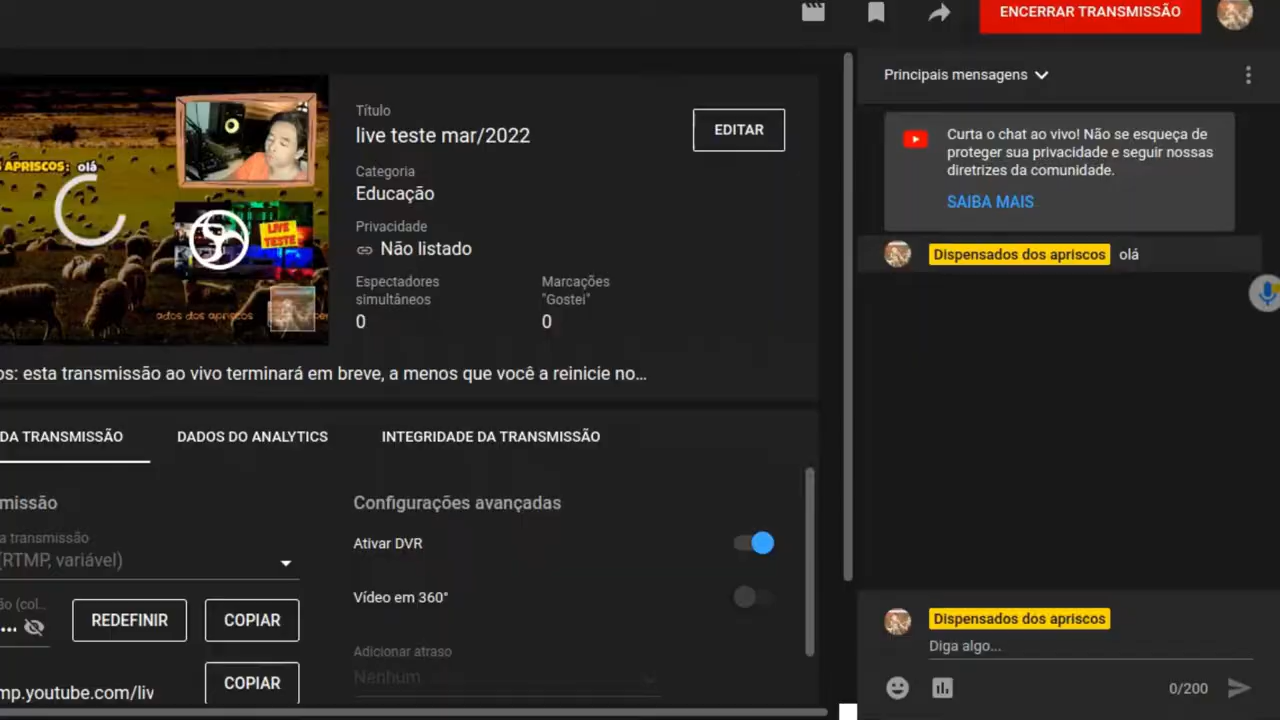 ENCERRAR TRANSMISSÃO
APRISCOS: olá
LIVE
TESTE
ados dos apriscos
Título
live teste mar/2022
EDITAR
Categoria
Educação
Privacidade
Não listado
Espectadores
simultâneos
0
Marcações
"Gostei"
0
os: esta transmissão ao vivo terminará em breve, a menos que você a reinicie no...
DA TRANSMISSÃO
DADOS DO ANALYTICS
INTEGRIDADE DA TRANSMISSÃO
missão
a transmissão
(RTMP, variável)
ão (col...
REDEFINIR
COPIAR
mp.youtube.com/liv
COPIAR
Configurações avançadas
Ativar DVR
Vídeo em 360°
Adicionar atraso
Nenhum
Principais mensagens
Curta o chat ao vivo! Não se esqueça de
proteger sua privacidade e seguir nossas
diretrizes da comunidade.
SAIBA MAIS
Dispensados dos apriscos olá
Dispensados dos apriscos
Diga algo...
0/200